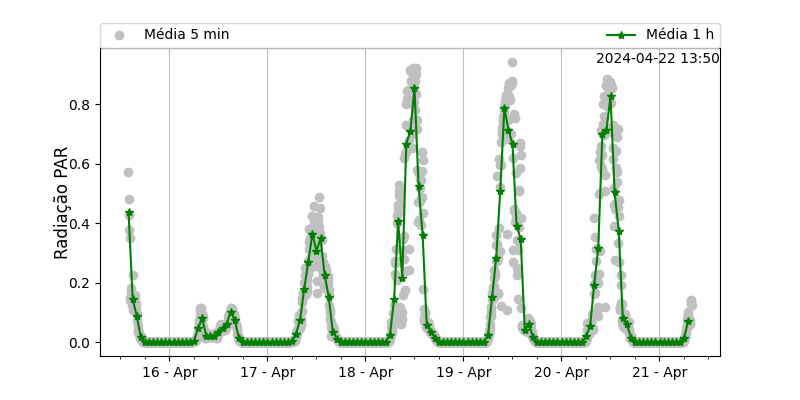 Média 5 min
Média 1 h
2024-04-22 13:50
Radiação PAR
0.8
0.6
0.4
0.2
0.0
16 - Apr
17 - Apr
18 - Apr
19 - Apr
20 - Apr
21 - Apr